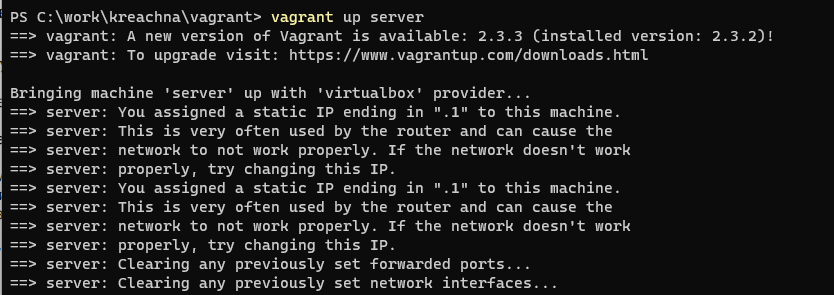 PS C:\work\kreachna\vagrant> vagrant up server
==> vagrant: A new version of Vagrant is available: 2.3.3 (installed version: 2.3.2)!
==> vagrant: To upgrade visit: https://www.vagrantup.com/downloads.html

Bringing machine 'server' up with 'virtualbox' provider...
==> server: You assigned a static IP ending in ".1" to this machine.
==> server: This is very often used by the router and can cause the
==> server: network to not work properly. If the network doesn't work
==> server: properly, try changing this IP.
==> server: You assigned a static IP ending in ".1" to this machine.
==> server: This is very often used by the router and can cause the
==> server: network to not work properly. If the network doesn't work
==> server: properly, try changing this IP.
==> server: Clearing any previously set forwarded ports...
==> server: Clearing any previously set network interfaces...